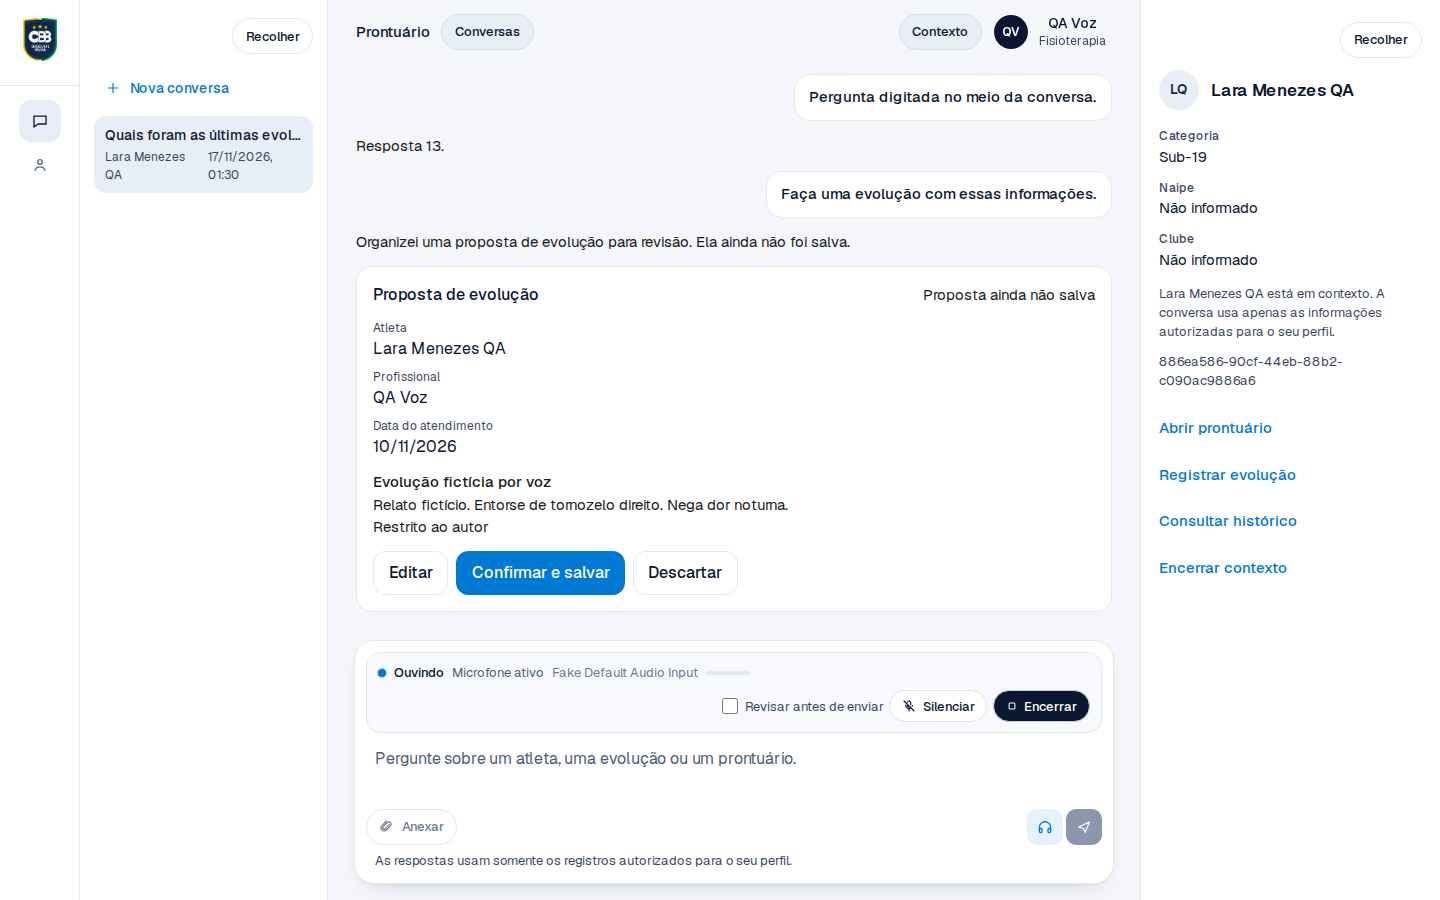 CBB
Recolher
Nova conversa
Quais foram as últimas evol...
Lara Menezes QA
17/11/2026, 01:30
Prontuário
Conversas
Contexto
QV
QA Voz
Fisioterapia
Pergunta digitada no meio da conversa.
Resposta 13.
Faça uma evolução com essas informações.
Organizei uma proposta de evolução para revisão. Ela ainda não foi salva.
Proposta de evolução
Proposta ainda não salva
Atleta
Lara Menezes QA
Profissional
QA Voz
Data do atendimento
10/11/2026
Evolução fictícia por voz
Relato fictício. Entorse de tornozelo direito. Nega dor noturna.
Restrito ao autor
Editar
Confirmar e salvar
Descartar
Ouvindo
Microfone ativo
Fake Default Audio Input
Revisar antes de enviar
Silenciar
Encerrar
Pergunte sobre um atleta, uma evolução ou um prontuário.
Anexar
As respostas usam somente os registros autorizados para o seu perfil.
Recolher
LQ
Lara Menezes QA
Categoria
Sub-19
Naipe
Não informado
Clube
Não informado
Lara Menezes QA está em contexto. A
conversa usa apenas as informações
autorizadas para o seu perfil.
886ea586-90cf-44eb-88b2-
c090ac9886a6
Abrir prontuário
Registrar evolução
Consultar histórico
Encerrar contexto